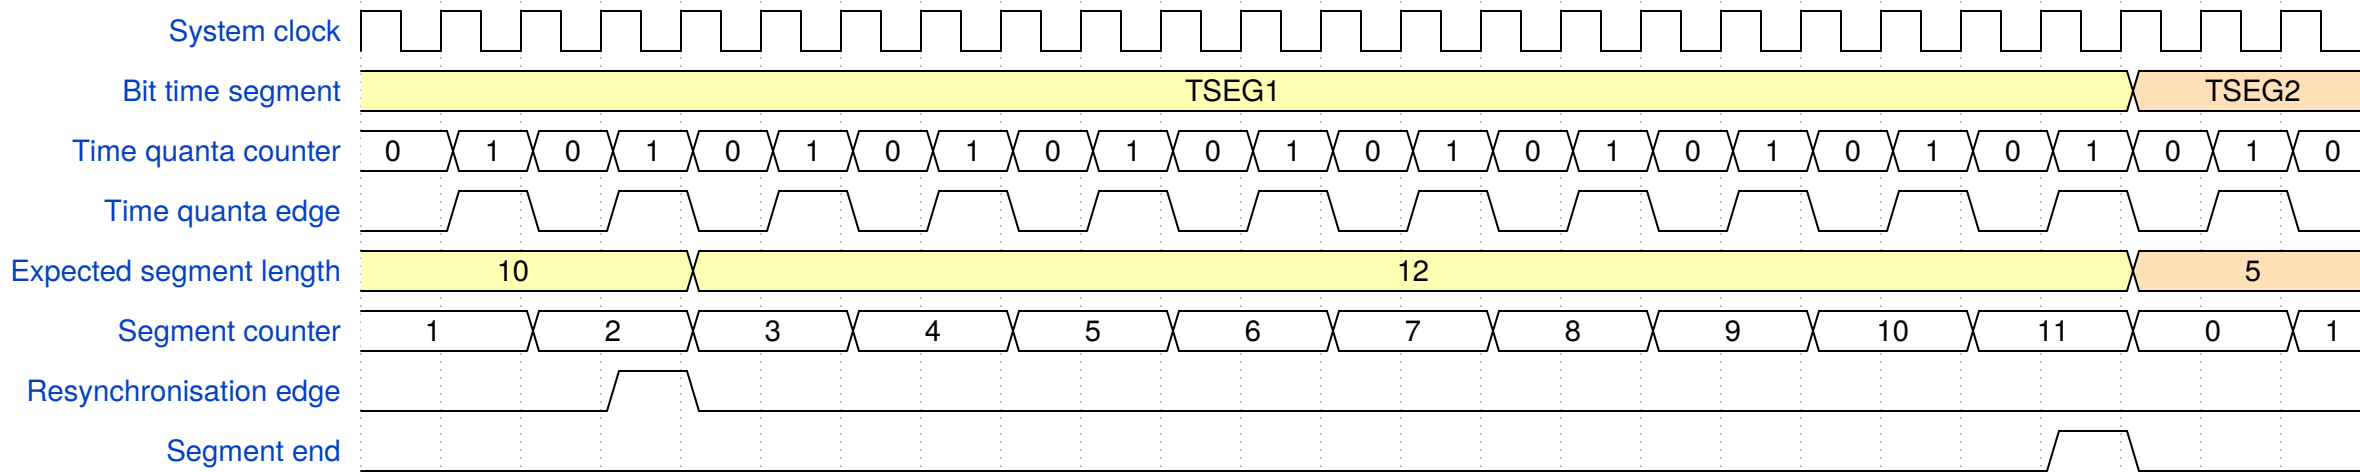 System clock
Bit time segment TSEG1 TSEG2
Time quanta counter 0 1 0 1 0 1 0 1 0 1 0 1 0 1 0 1 0 1 0 1 0 1 0 1 0
Time quanta edge
Expected segment length 10 12 5
Segment counter 1 2 3 4 5 6 7 8 9 10 11 0 1
Resynchronisation edge
Segment end